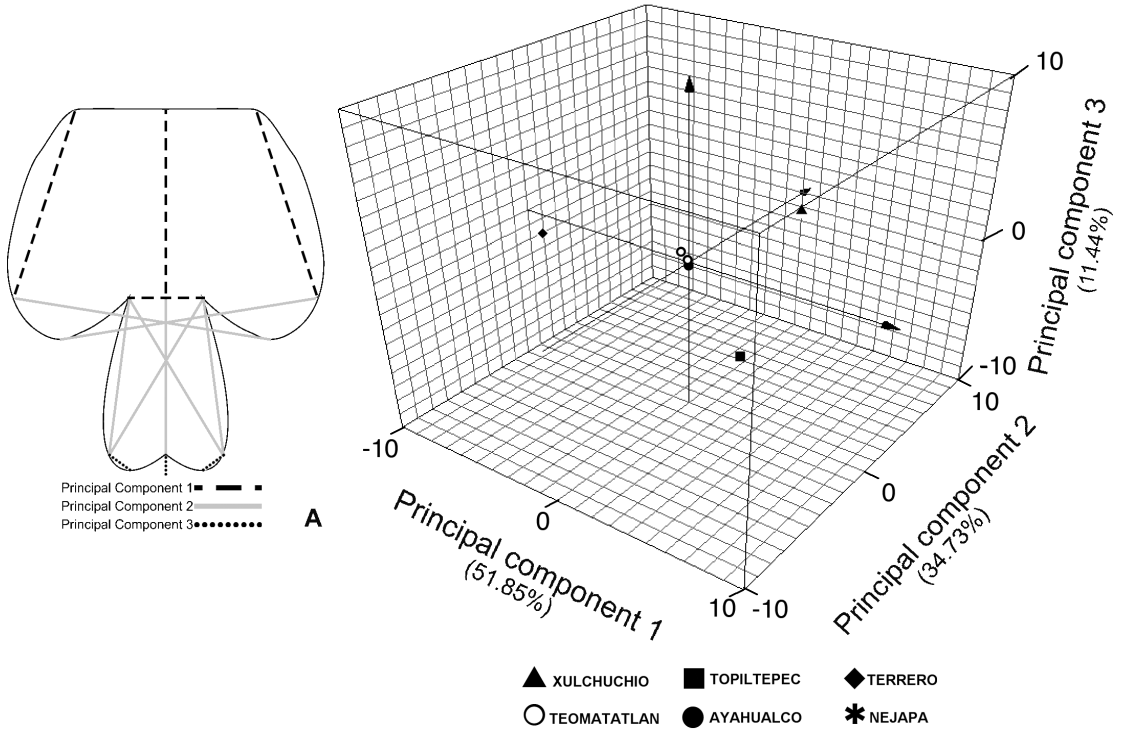 Principal Component 1
Principal Component 2
Principal Component 3
A
10
0
-10
Principal component 3
(11.44%)
10
0
-10
Principal component 2
(34.73%)
-10
0
10
Principal component 1
(51.85%)
XULCHUCHIO
TOPILTEPEC
TERRERO
TEOMATATLAN
AYAHUALCO
NEJAPA